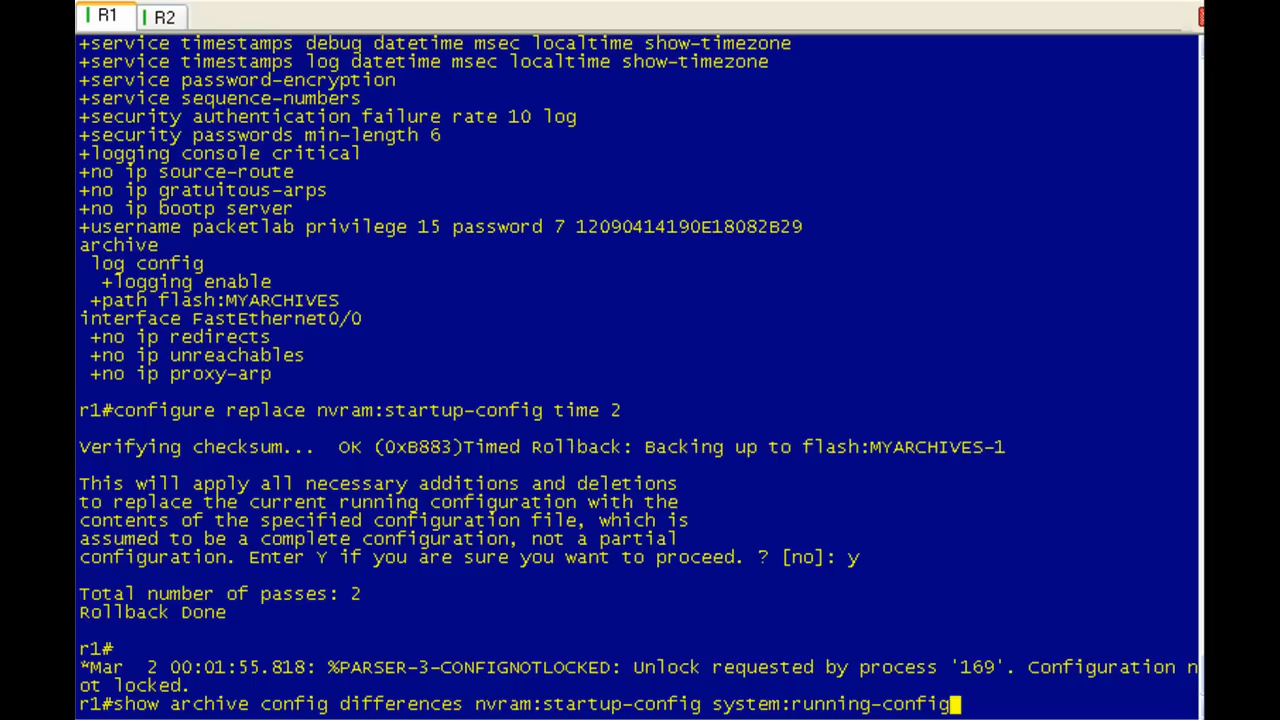 R1
R2
+service timestamps debug datetime msec localtime show-timezone
+service timestamps log datetime msec localtime show-timezone
+service password-encryption
+service sequence-numbers
+security authentication failure rate 10 log
+security passwords min-length 6
+logging console critical
+no ip source-route
+no ip gratuitous-arps
+no ip bootp server
+username packetlab privilege 15 password 7 12090414190E18082B29
archive
log config
+logging enable
+path flash:MYARCHIVES
interface FastEthernet0/0
+no ip redirects
+no ip unreachables
+no ip proxy-arp
r1#configure replace nvram:startup-config time 2
Verifying checksum...  OK (0xB883)Timed Rollback: Backing up to flash:MYARCHIVES-1
This will apply all necessary additions and deletions
to replace the current running configuration with the
contents of the specified configuration file, which is
assumed to be a complete configuration, not a partial
configuration. Enter Y if you are sure you want to proceed. ? [no]: y
Total number of passes: 2
Rollback Done
r1#
*Mar  2 00:01:55.818: %PARSER-3-CONFIGNOTLOCKED: Unlock requested by process '169'. Configuration n
ot locked.
r1#show archive config differences nvram:startup-config system:running-config